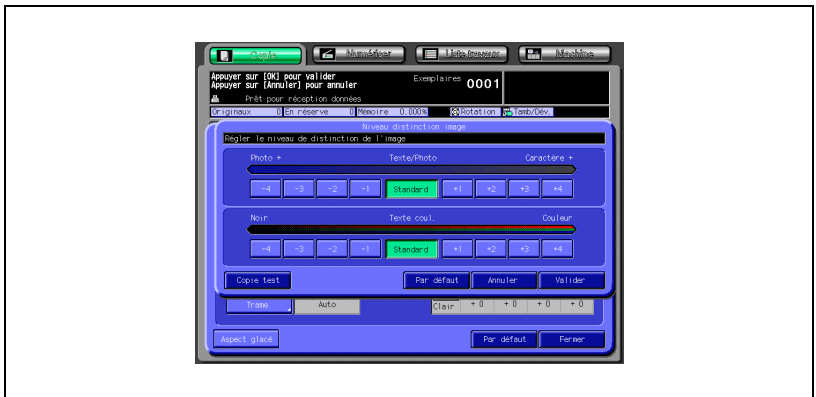 Copie Numériser Liste travaux Machine
Appuyer sur [OK] pour valider
Appuyer sur [Annuler] pour annuler
Exemplaires 0001
Prêt pour réception données
Originaux 0 En réserve 0 Mémoire 0.000% Rotation Tamb/Dév.
Niveau distinction image
Régler le niveau de distinction de l'image
Photo + Texte/Photo Caractère +
-4 -3 -2 -1 Standard +1 +2 +3 +4
Noir Texte coul. Couleur
-4 -3 -2 -1 Standard +1 +2 +3 +4
Copie test Par défaut Annuler Valider
Trame Auto Clair + 0 + 0 + 0 + 0
Aspect glacé Par défaut Fermer